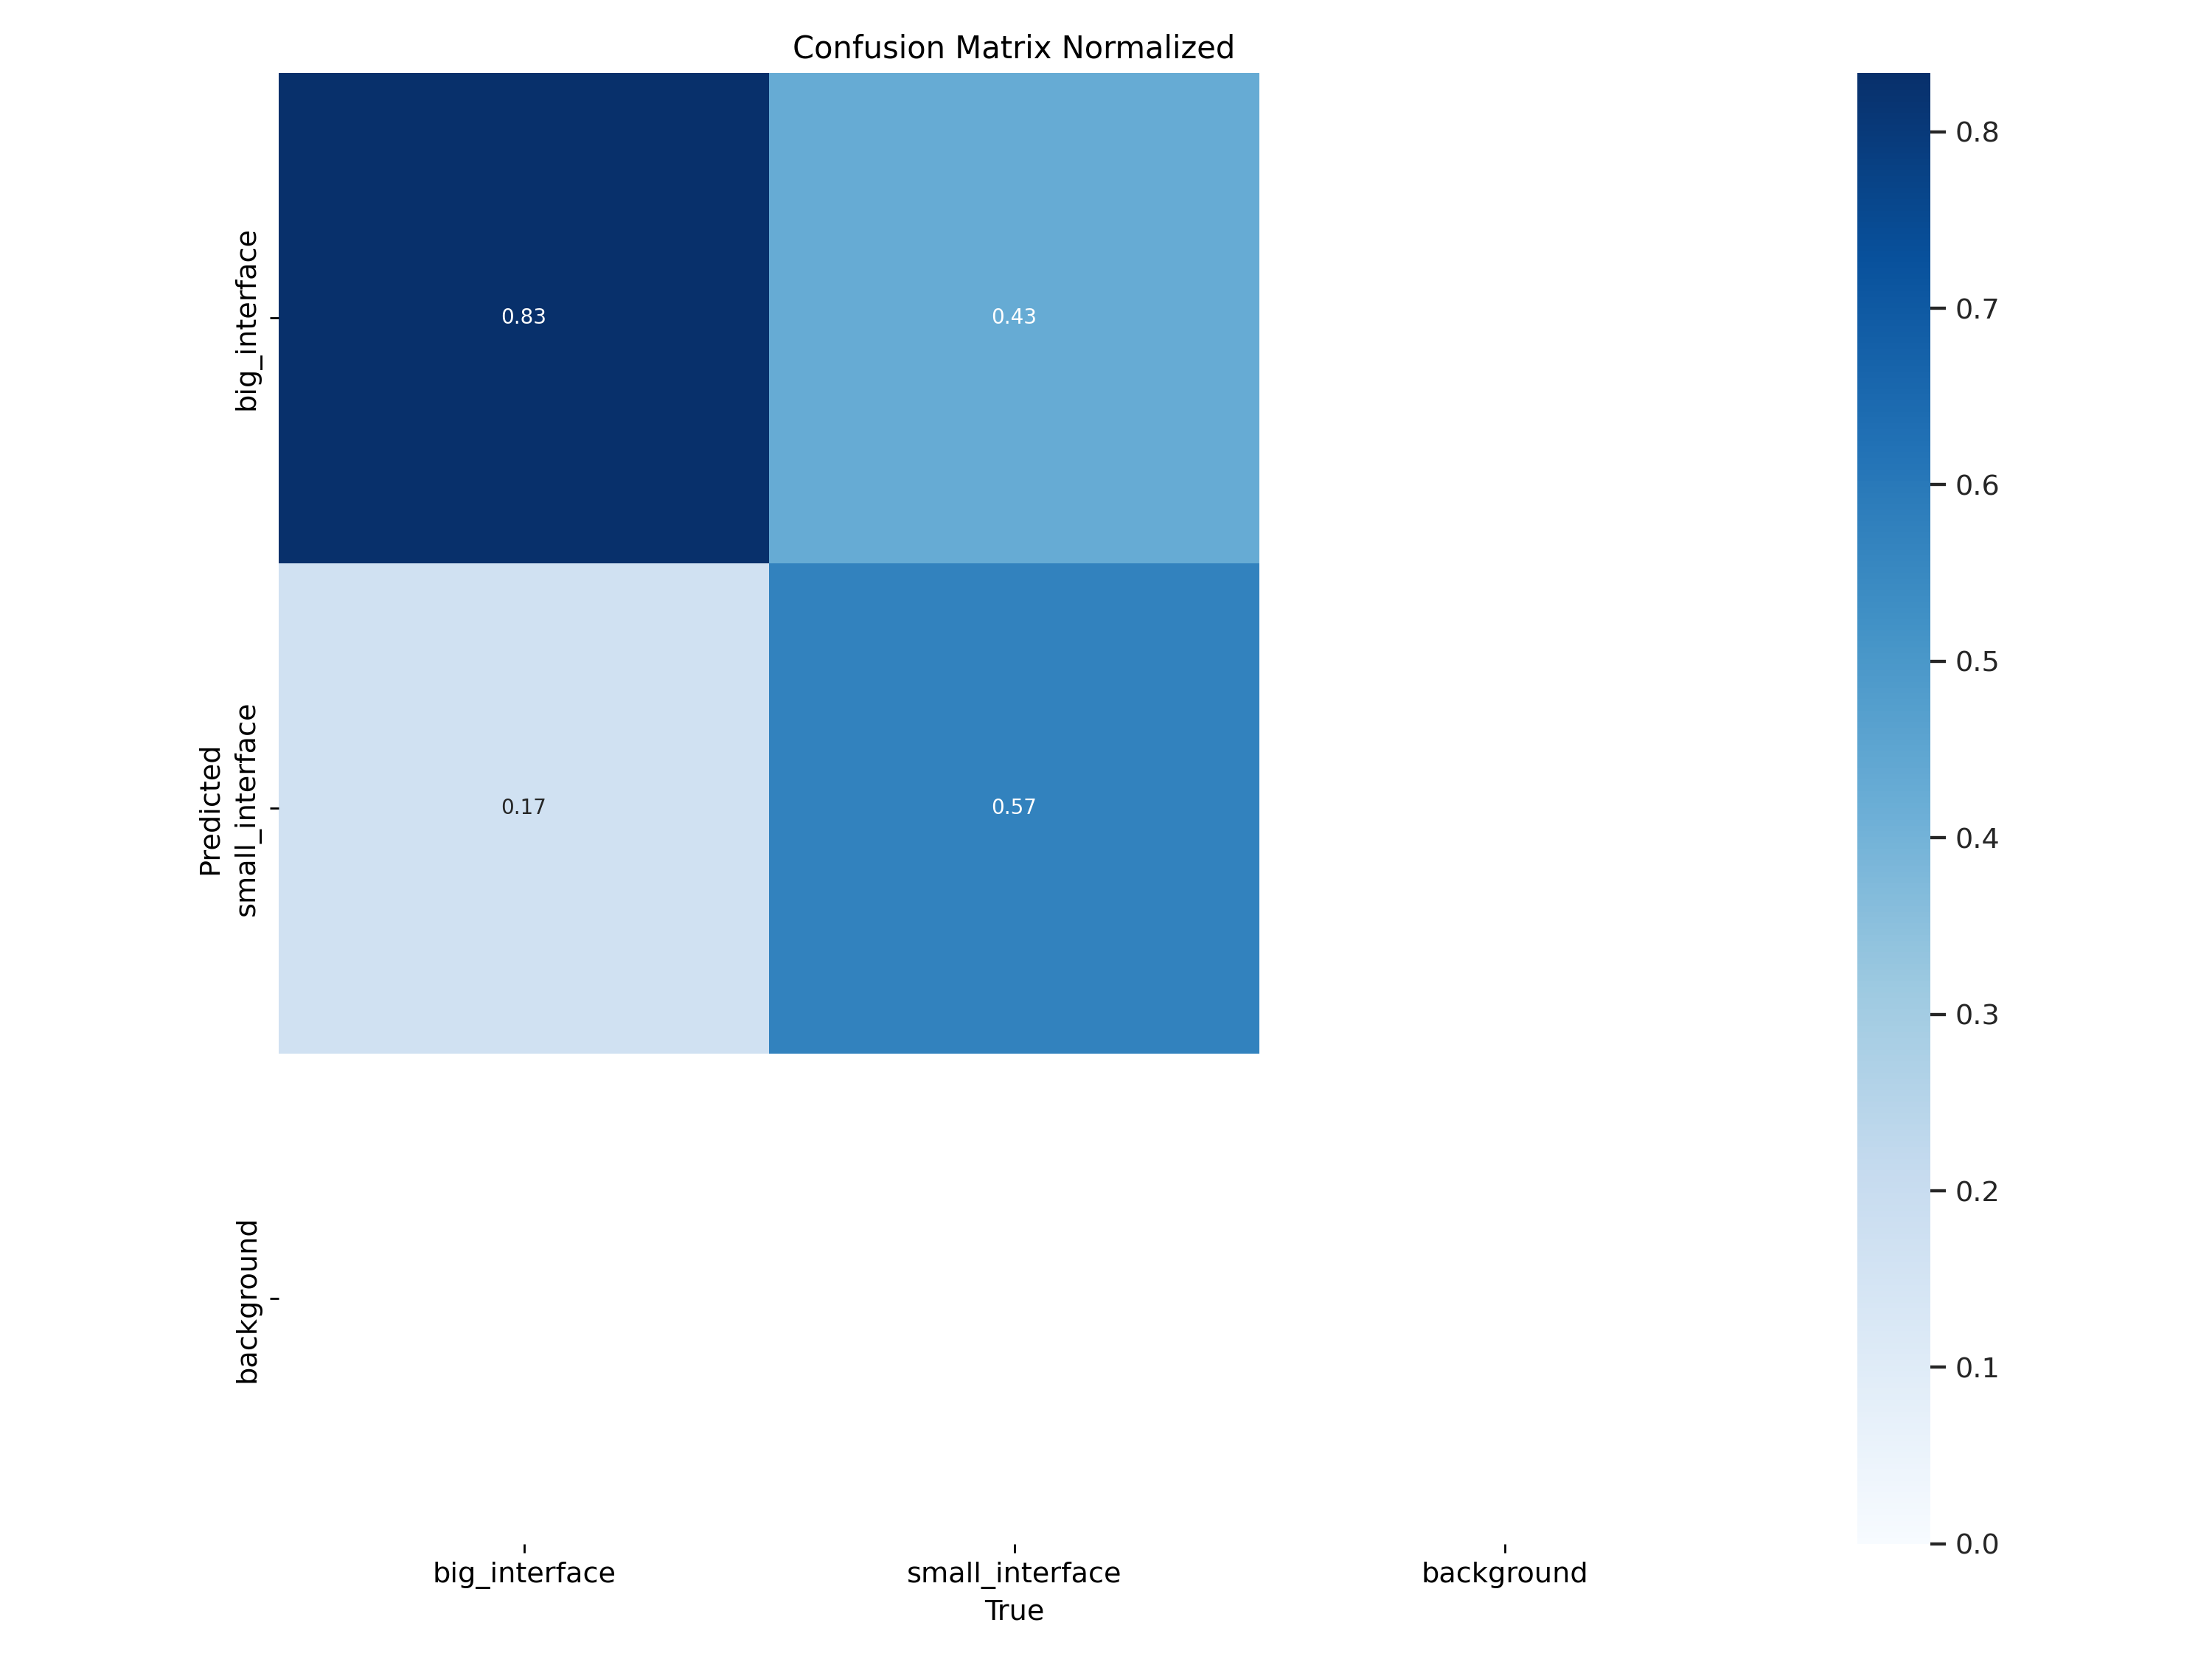 Confusion Matrix Normalized
big_interface
0.83
0.43
small_interface
0.17
0.57
background
Predicted
big_interface
small_interface
background
True
0.8
0.7
0.6
0.5
0.4
0.3
0.2
0.1
0.0